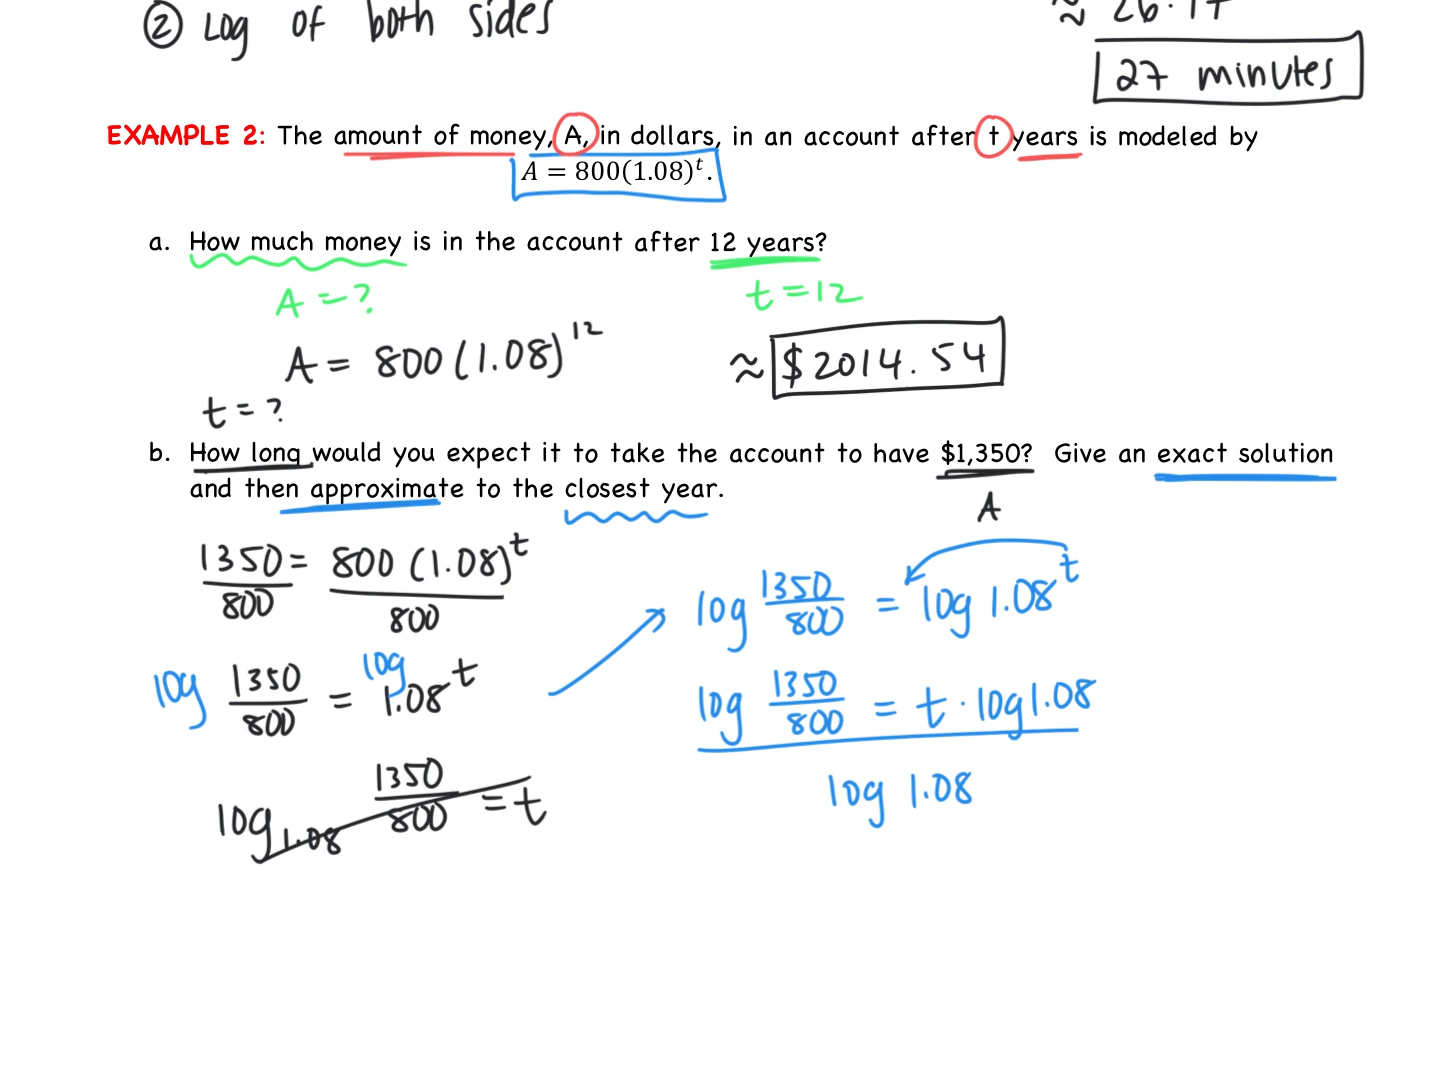 ② Log of both sides
≈ 26.17
27 minutes
EXAMPLE 2: The amount of money, A, in dollars, in an account after t years is modeled by
A = 800(1.08)^t.
a. How much money is in the account after 12 years?
A = ?
t = 12
A = 800 (1.08)^12
≈ $2014.54
t = ?
b. How long would you expect it to take the account to have $1,350? Give an exact solution
and then approximate to the closest year.
A
1350/800 = 800 (1.08)^t/800
log 1350/800 = log 1.08^t
log_1.08 1350/800 = t
log 1350/800 = log 1.08^t
log 1350/800 = t · log 1.08
log 1.08